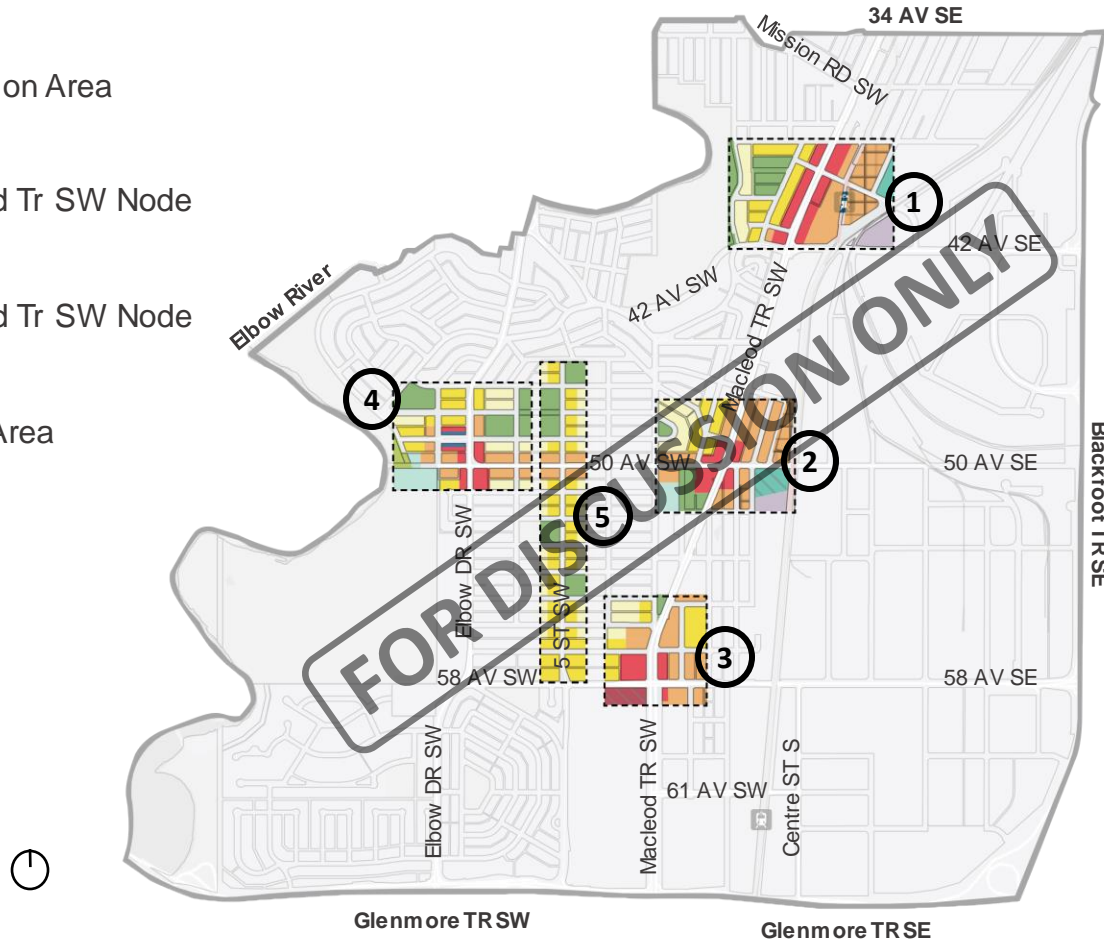 on Area
d Tr SW Node
d Tr SW Node
Area
34 AV SE
Mission RD SW
1
42 AV SE
Elbow River
42 AV SW
Macleod TR SW
4
50 AV SW
2
50 AV SE
Blackfoot TR SE
5
Elbow DR SW
FOR DISCUSSION ONLY
5 ST SW
3
58 AV SW
58 AV SE
Elbow DR SW
Macleod TR SW
61 AV SW
Centre ST S
Glenmore TR SW
Glenmore TR SE